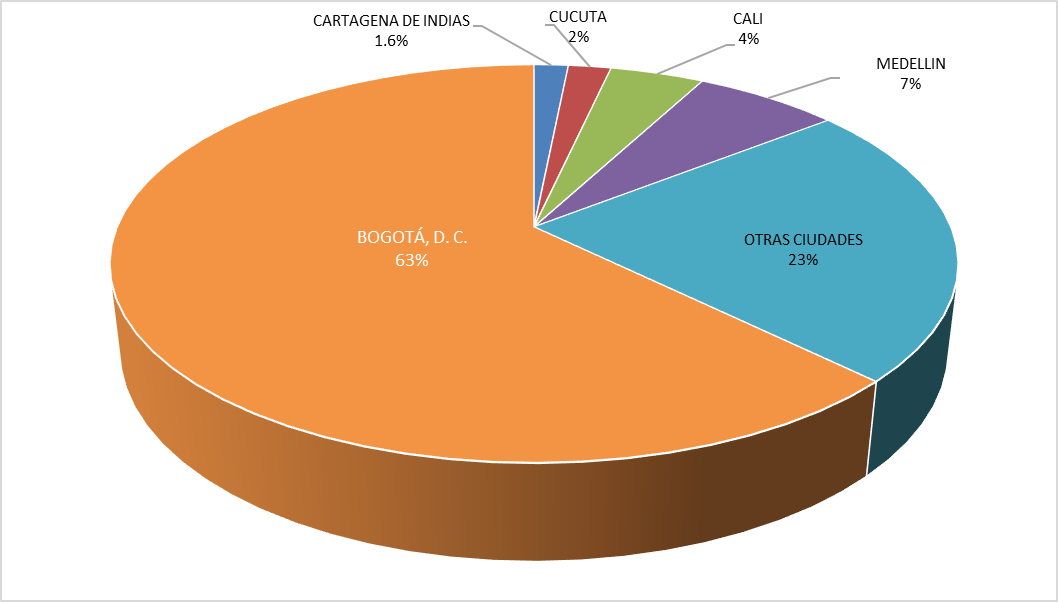 CARTAGENA DE INDIAS
1.6%
CUCUTA
2%
CALI
4%
MEDELLIN
7%
OTRAS CIUDADES
23%
BOGOTÁ, D. C.
63%